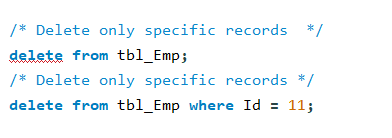 /* Delete only specific records  */
delete from tbl_Emp;
/* Delete only specific records */
delete from tbl_Emp where Id = 11;